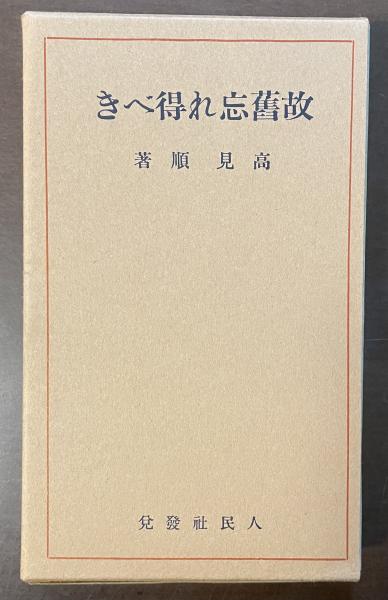 故舊忘れ得べき
高見順著
人民社發兌